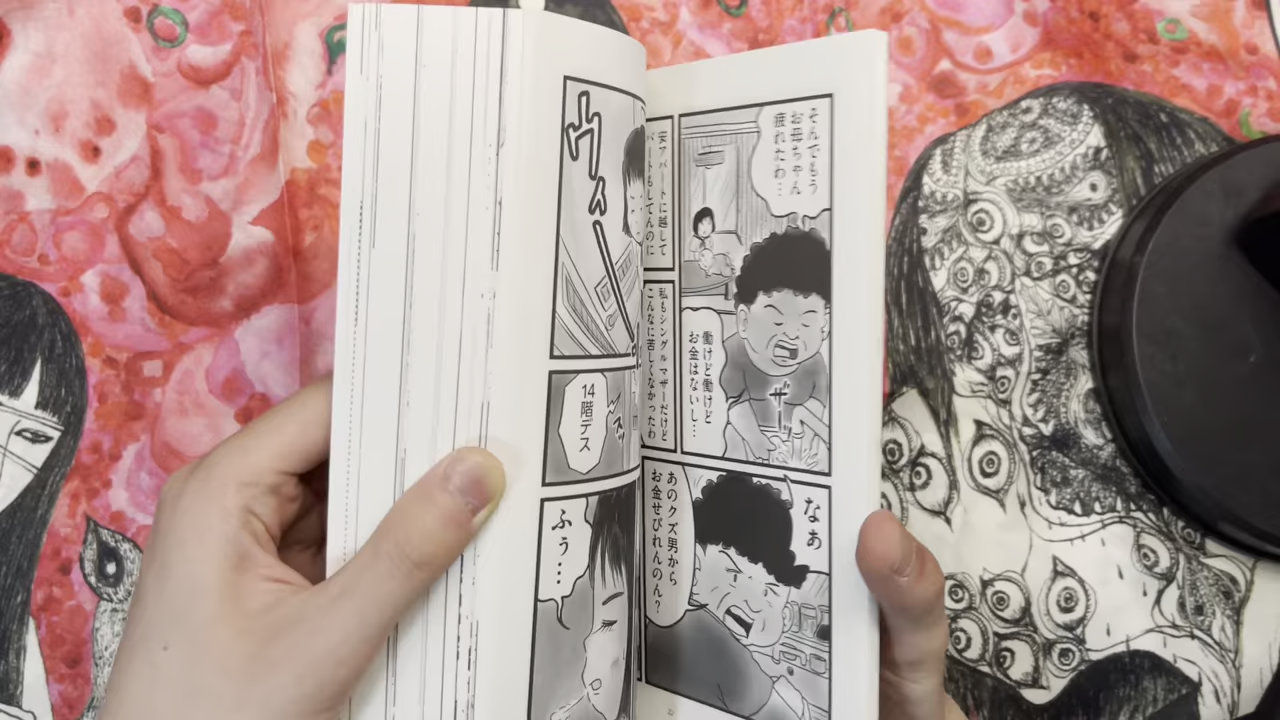 そんでもう
お母ちゃん
疲れたわ…
働けど働けど
お金はないし…
ザー
安アパートに越して
パートもしてんのに
私もシングルマザーだけど
こんなに苦しくなかったわ
なぁ
あのクズ男から
お金せびれんのん?
ウィーン
14
階デス
ふぅ…